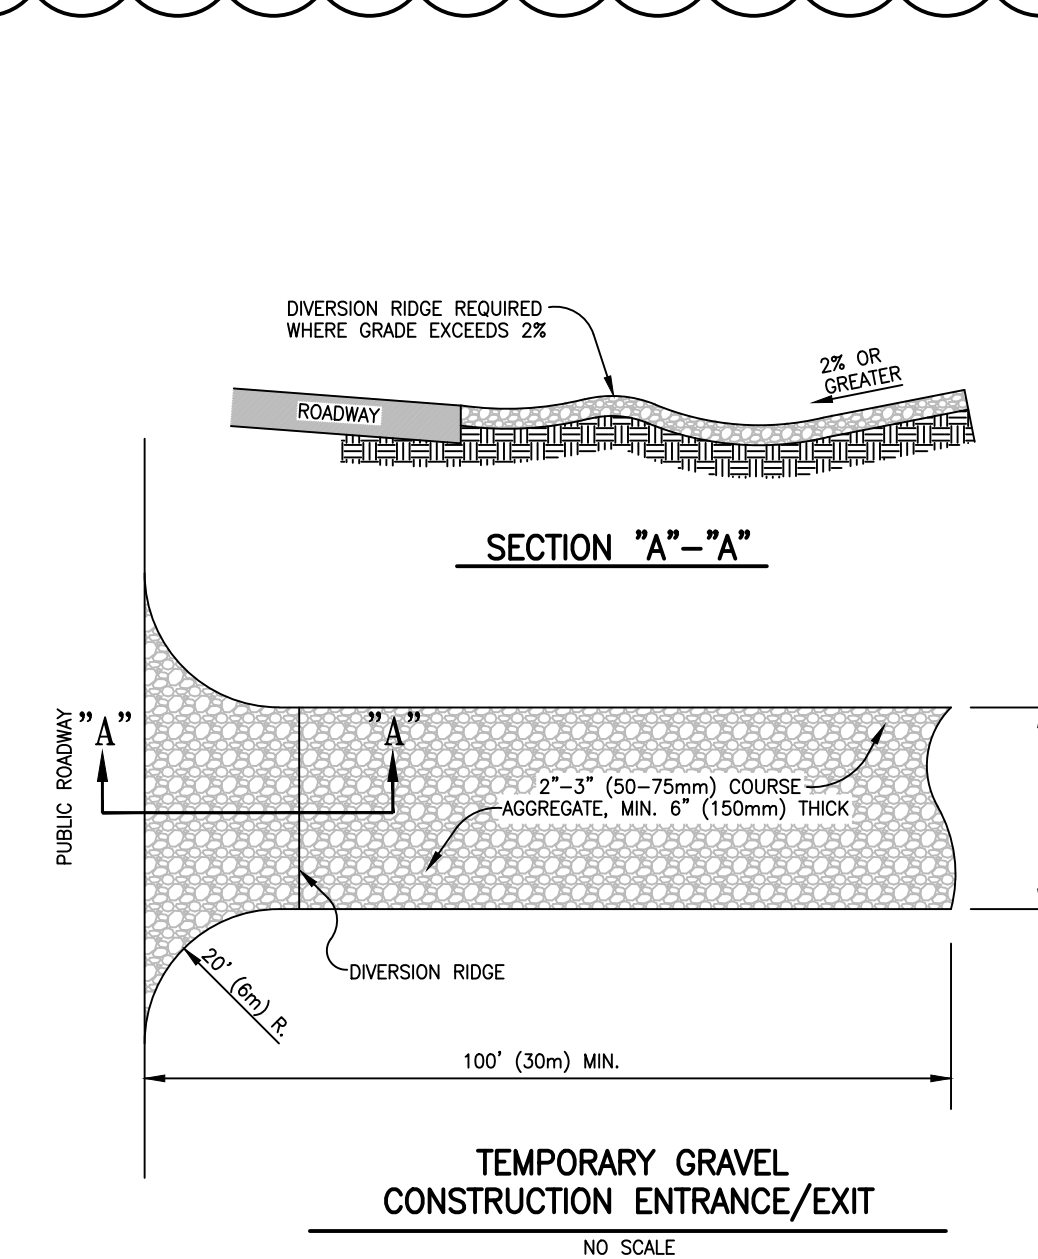 DIVERSION RIDGE REQUIRED
WHERE GRADE EXCEEDS 2%
2% OR
GREATER
ROADWAY
SECTION "A"-"A"
PUBLIC ROADWAY
"A"
"A"
2"-3" (50-75mm) COURSE
AGGREGATE, MIN. 6" (150mm) THICK
20' (6m) R.
DIVERSION RIDGE
100' (30m) MIN.
TEMPORARY GRAVEL
CONSTRUCTION ENTRANCE/EXIT
NO SCALE